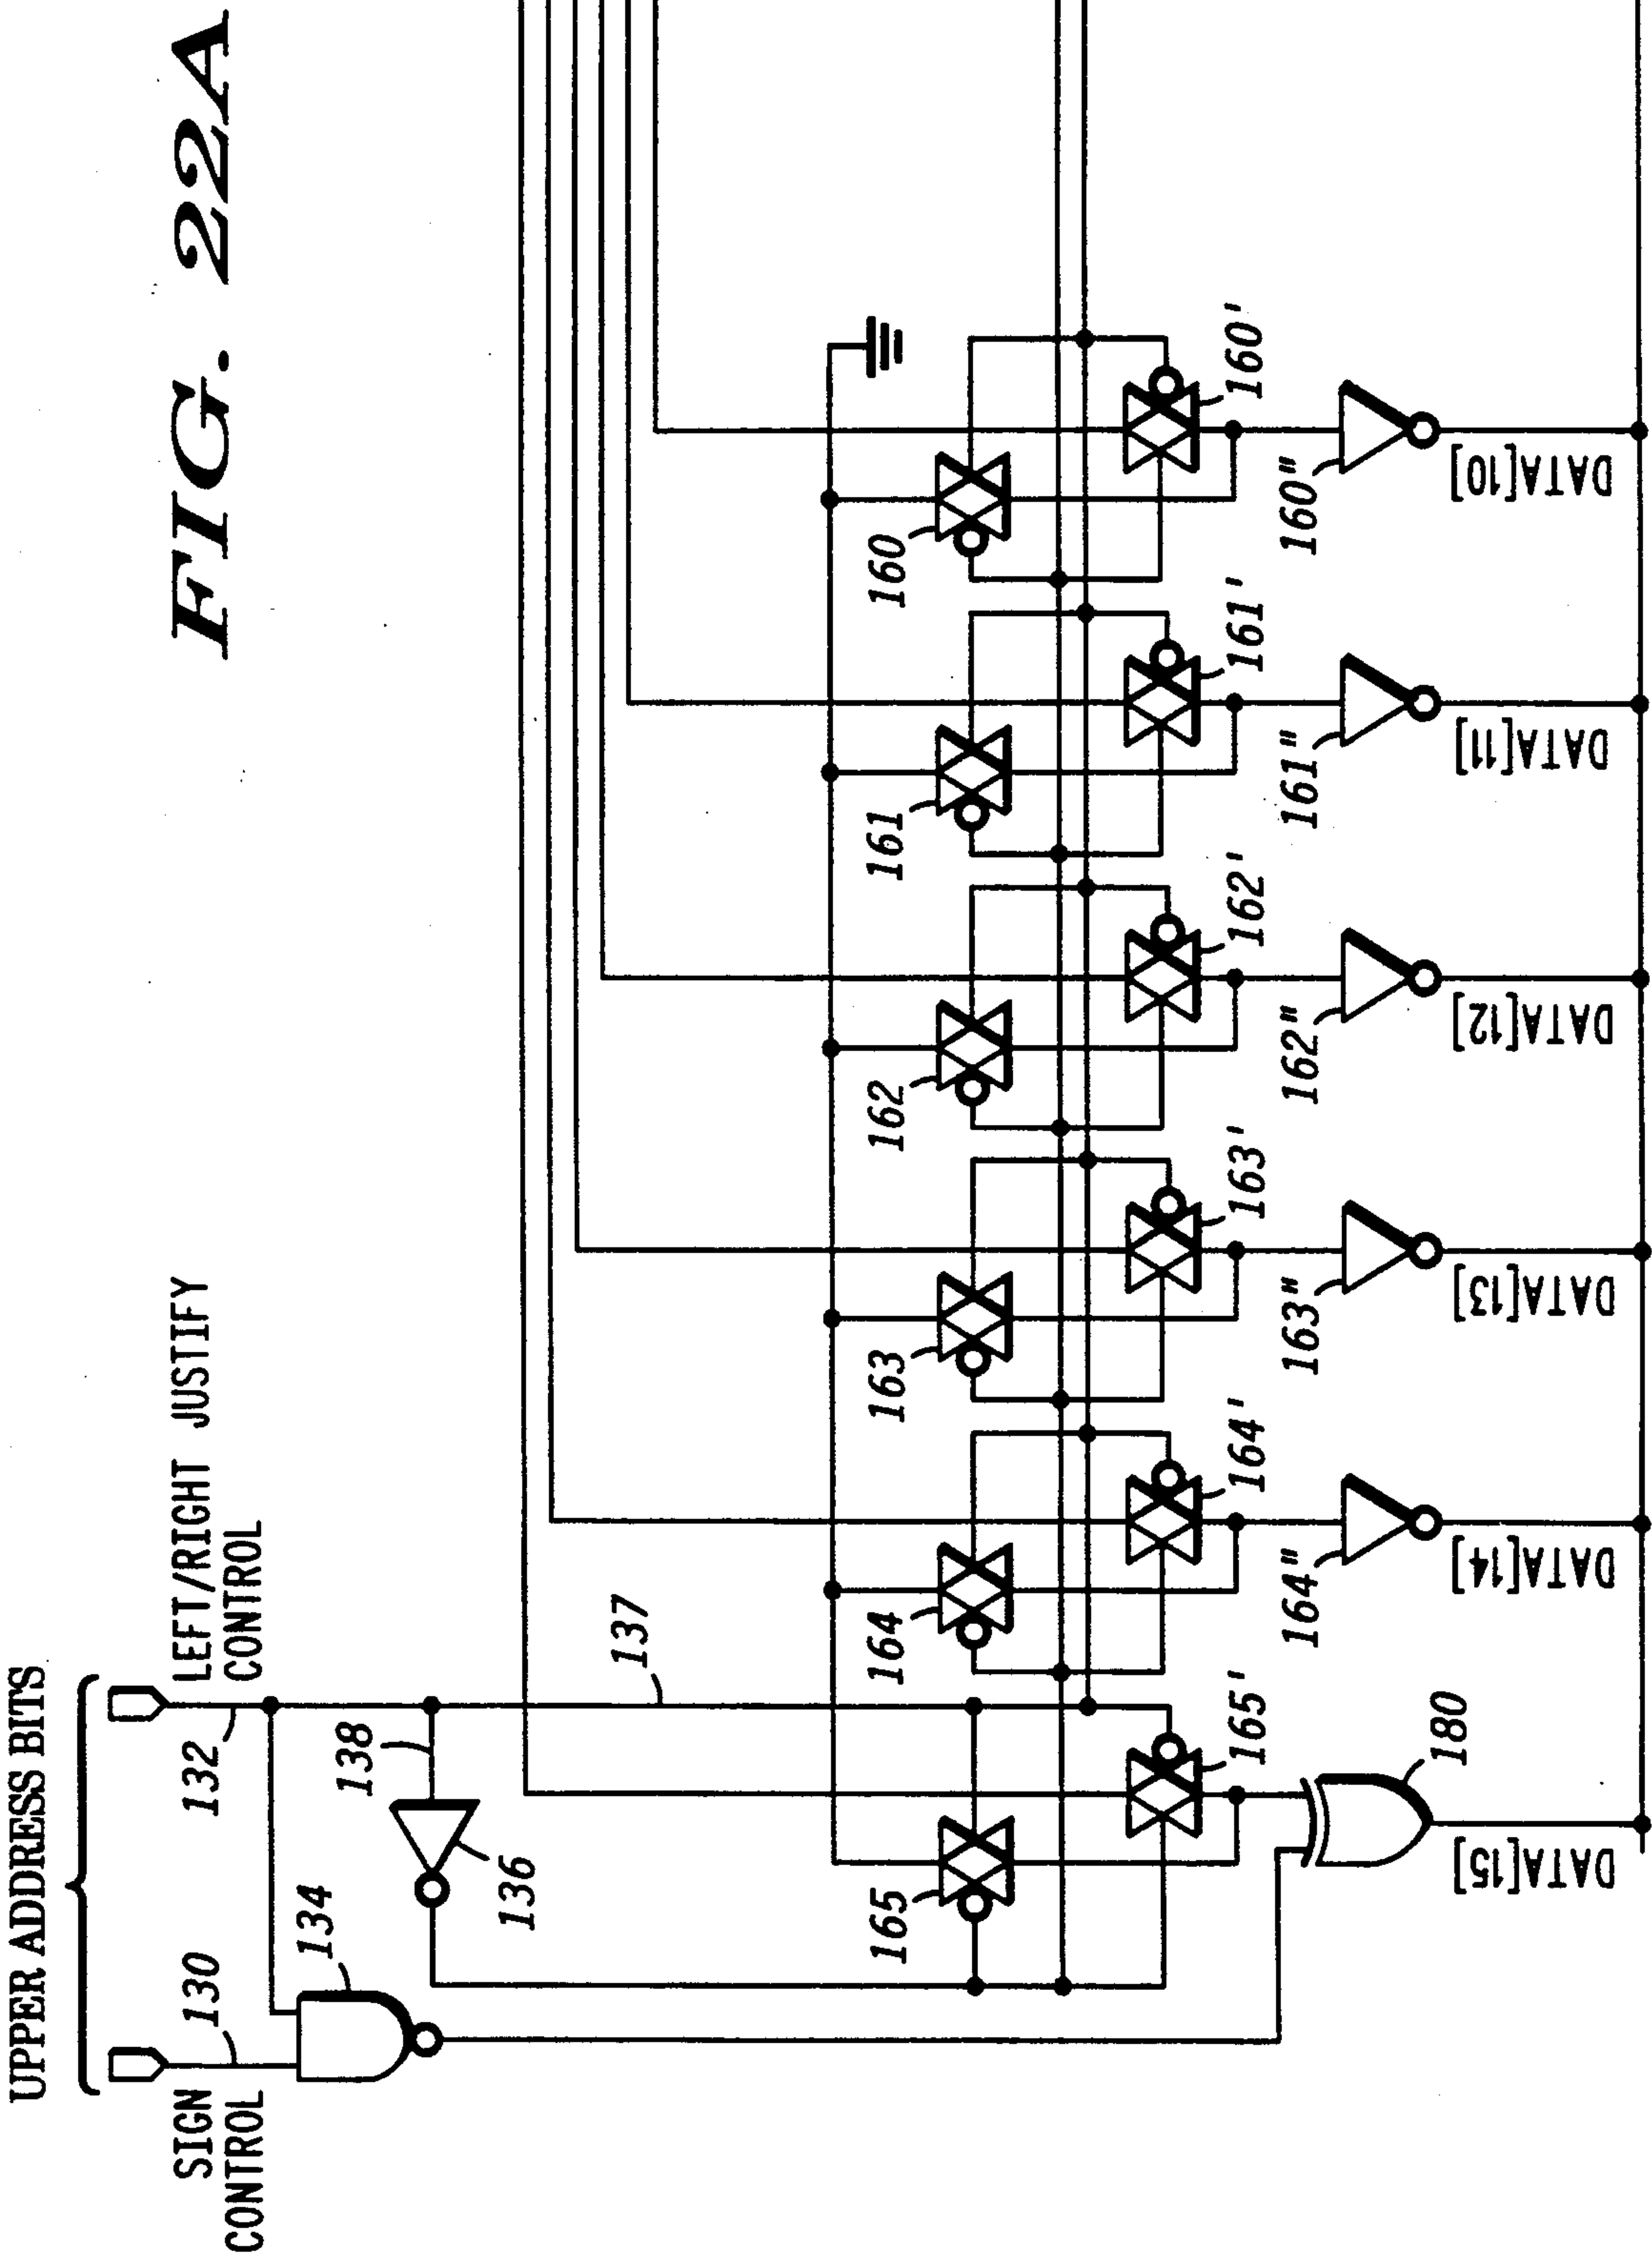 FIG. 22A
UPPER ADDRESS BITS
SIGN
CONTROL
LEFT/RIGHT JUSTIFY
CONTROL
130
132
134
138
136
137
165
164
163
162
161
160
165'
164'
163'
162'
161'
160'
180
164"
163"
162"
161"
160"
DATA[15]
DATA[14]
DATA[13]
DATA[12]
DATA[11]
DATA[10]